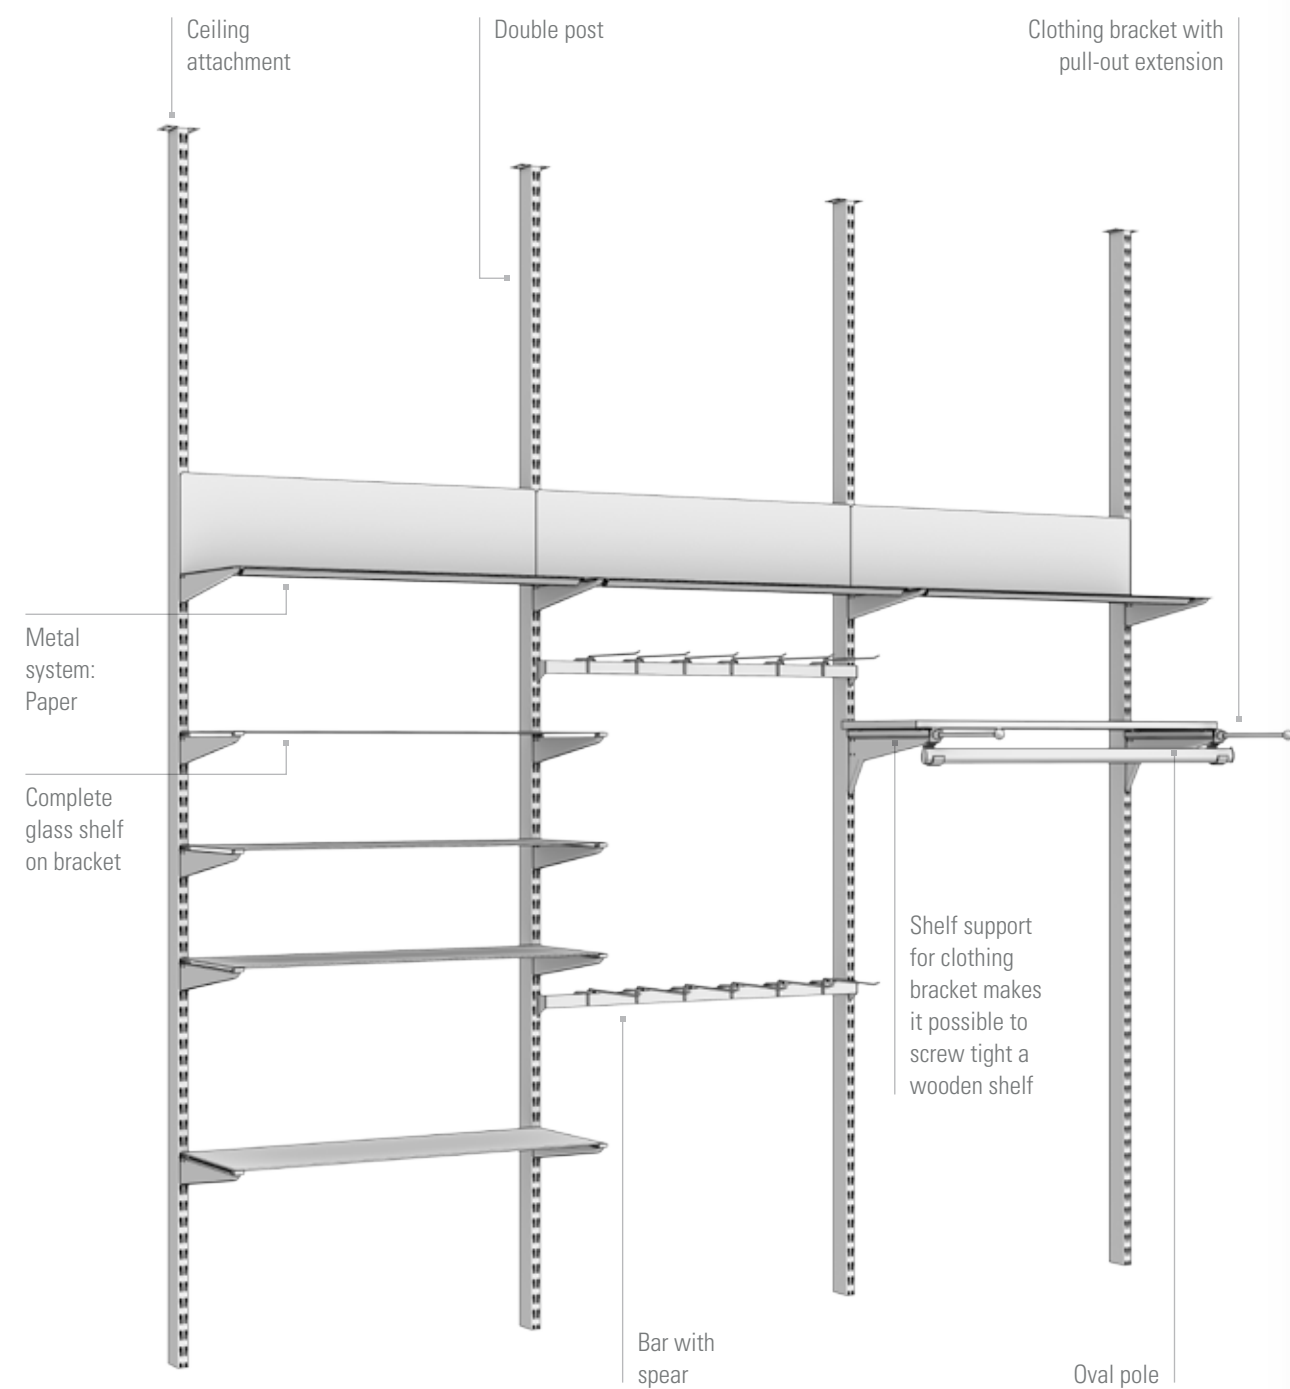 Ceiling
attachment
Double post
Clothing bracket with
pull-out extension
Metal
system:
Paper
Complete
glass shelf
on bracket
Shelf support
for clothing
bracket makes
it possible to
screw tight a
wooden shelf
Bar with
spear
Oval pole